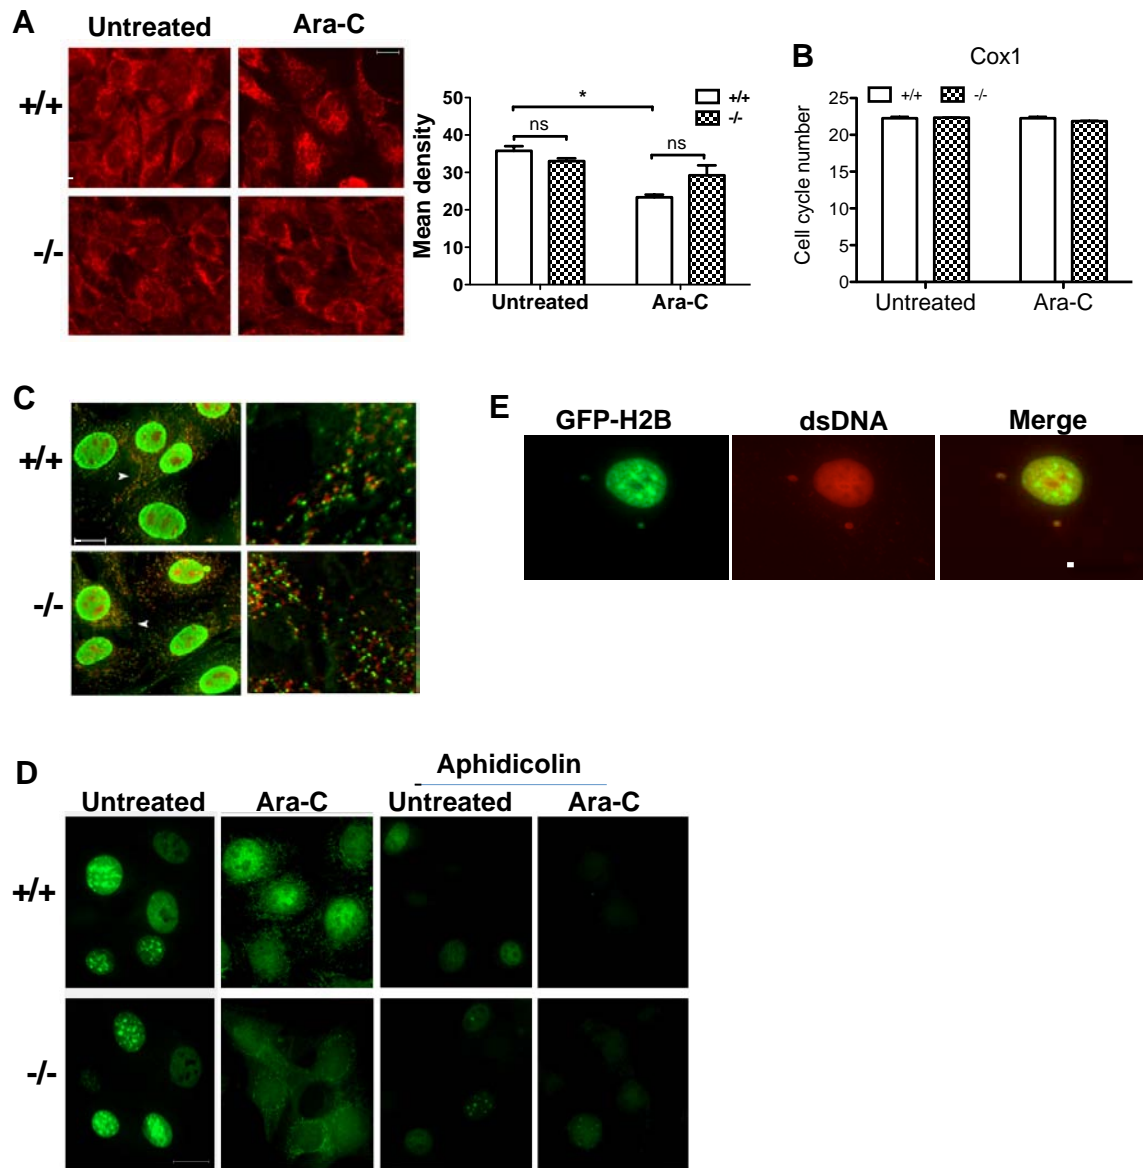 A
Untreated
Ara-C
+/+
-/-
Mean density
50
40
30
20
10
0
*
ns
ns
+/+
-/-
Untreated
Ara-C
B
Cox1
Cell cycle number
+/+
-/-
25
20
15
10
5
0
Untreated
Ara-C
C
+/+
-/-
E
GFP-H2B
dsDNA
Merge
D
Aphidicolin
Untreated
Ara-C
Untreated
Ara-C
+/+
-/-